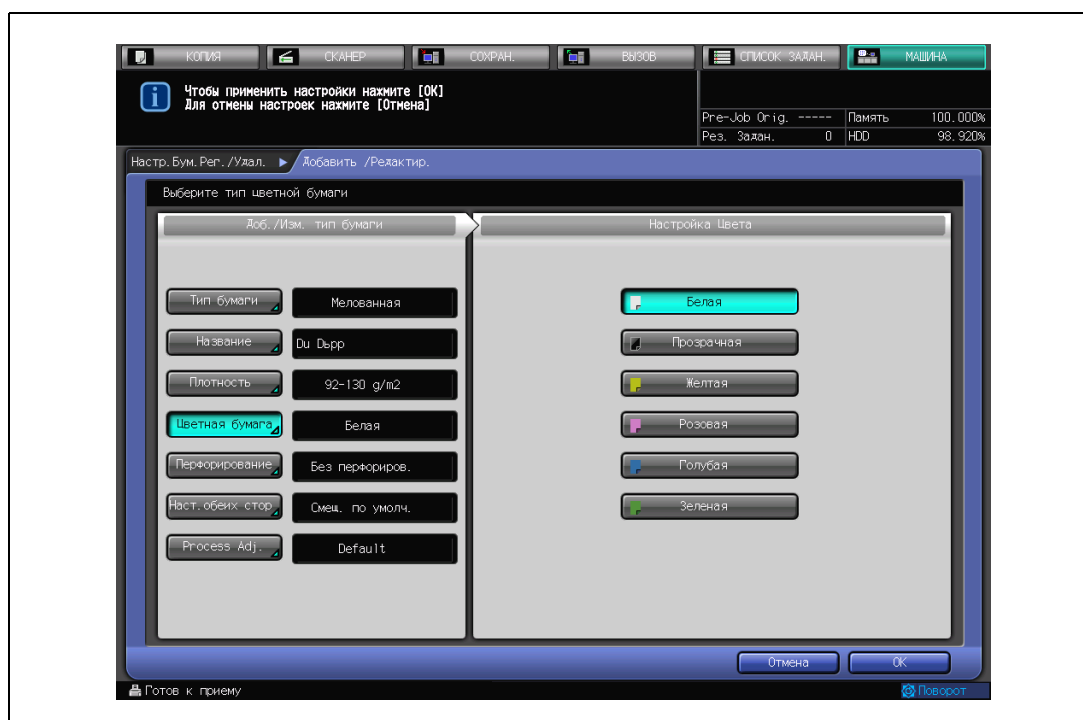 КОПИЯ СКАНЕР СОХРАН. ВЫЗОВ СПИСОК ЗАДАН. МАШИНА
Чтобы применить настройки нажмите [OK]
Для отмены настроек нажмите [Отмена]
Pre-Job Orig. ----- Память 100.000%
Рез. Задан. 0 HDD 98.920%
Настр.Бум.Рег./Удал. Добавить /Редактир.
Выберите тип цветной бумаги
Доб./Изм. тип бумаги Настройка Цвета
Тип бумаги Мелованная Белая
Название Du Dьpp Прозрачная
Плотность 92-130 g/m2 Желтая
Цветная бумага Белая Розовая
Перфорирование Без перфориров. Голубая
Наст.обеих стор Смещ. по умолч. Зеленая
Process Adj. Default
Отмена OK
Готов к приему Поворот